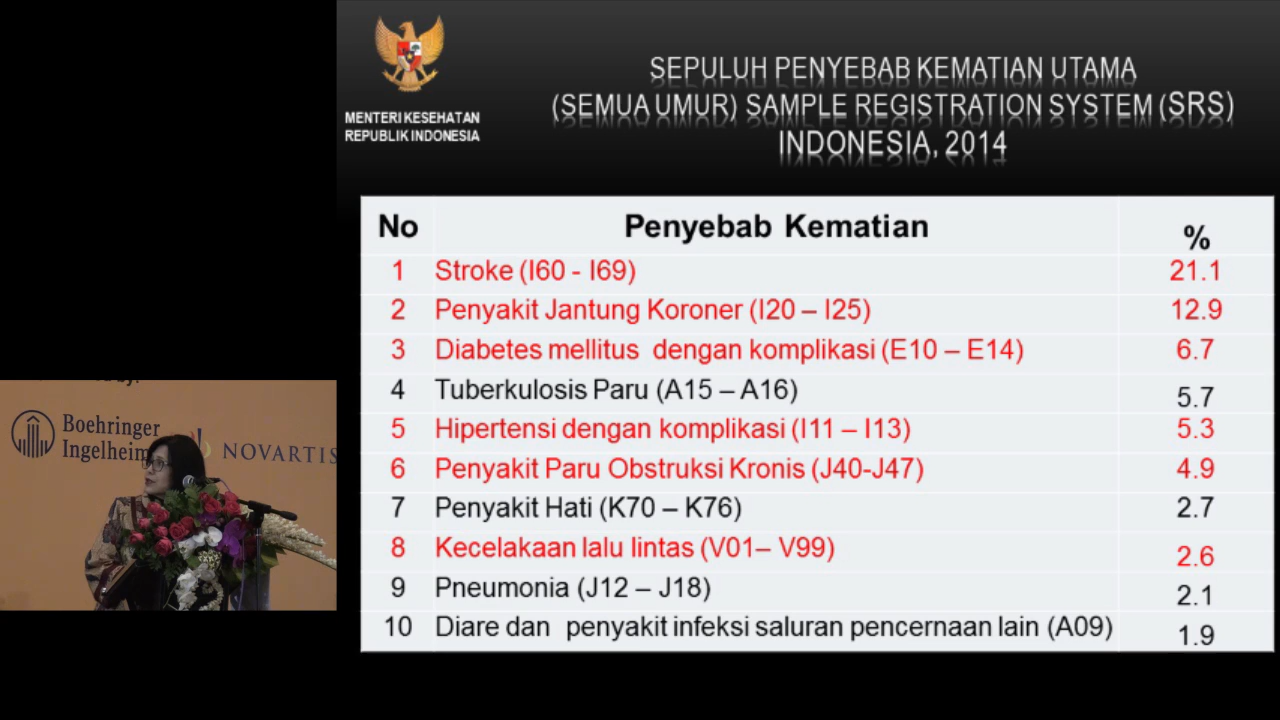 MENTERI KESEHATAN
REPUBLIK INDONESIA
SEPULUH PENYEBAB KEMATIAN UTAMA
(SEMUA UMUR) SAMPLE REGISTRATION SYSTEM (SRS)
INDONESIA, 2014
No Penyebab Kematian %
1 Stroke (I60 - I69) 21.1
2 Penyakit Jantung Koroner (I20 – I25) 12.9
3 Diabetes mellitus dengan komplikasi (E10 – E14) 6.7
4 Tuberkulosis Paru (A15 – A16) 5.7
5 Hipertensi dengan komplikasi (I11 – I13) 5.3
6 Penyakit Paru Obstruksi Kronis (J40-J47) 4.9
7 Penyakit Hati (K70 – K76) 2.7
8 Kecelakaan lalu lintas (V01– V99) 2.6
9 Pneumonia (J12 – J18) 2.1
10 Diare dan penyakit infeksi saluran pencernaan lain (A09) 1.9
Boehringer
Ingelheim
NOVARTIS